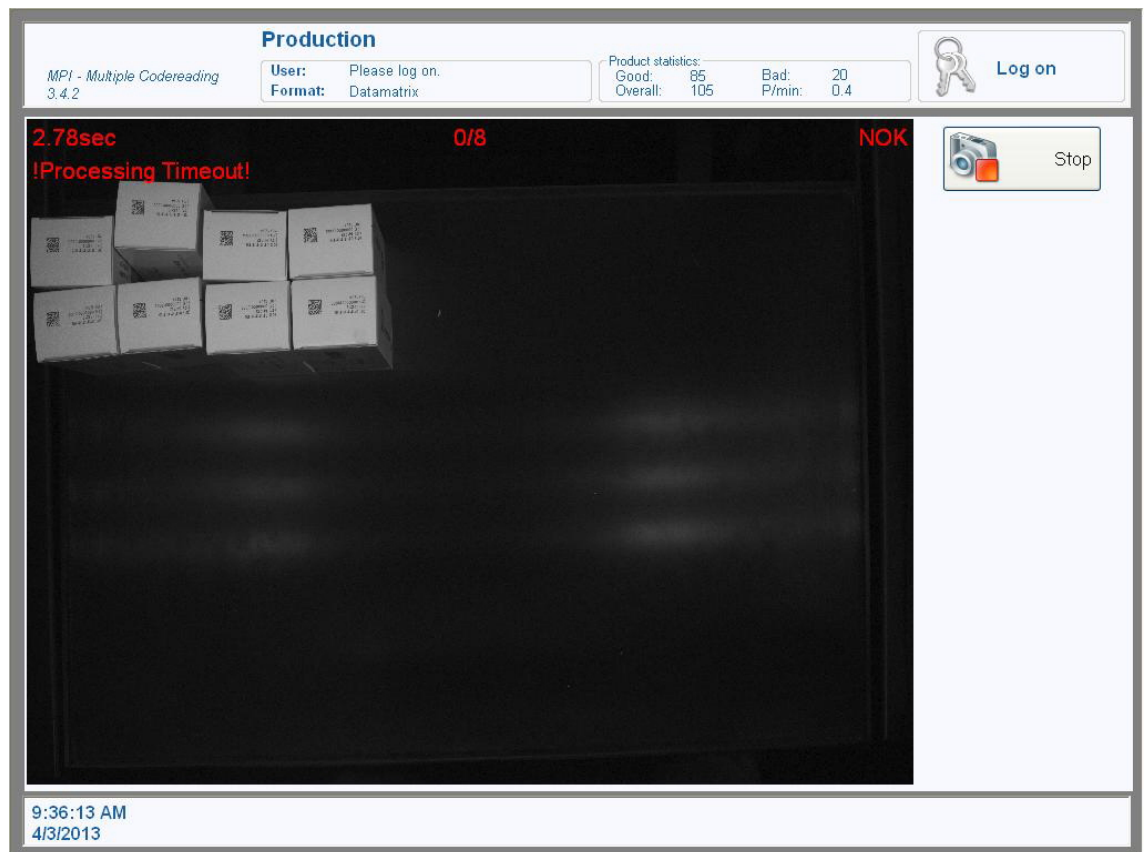 Production
MPI - Multiple Codereading
3.4.2
User: Please log on.
Format: Datamatrix
Product statistics:
Good: 85 Bad: 20
Overall: 105 P/min: 0.4
Log on
2.78sec 0/8 NOK
!Processing Timeout!
Stop
9:36:13 AM
4/3/2013